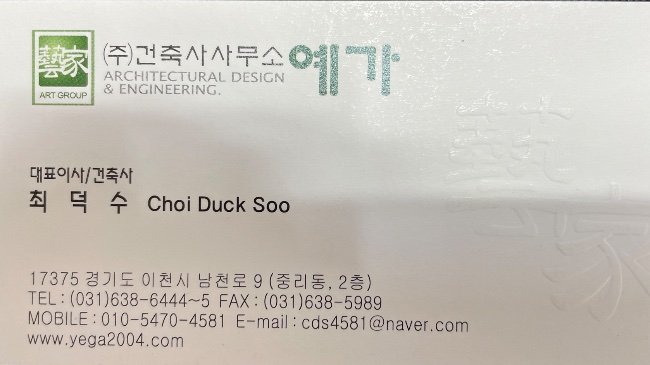 藝家
ART GROUP
(주)건축사사무소 예가
ARCHITECTURAL DESIGN
& ENGINEERING.
대표이사/건축사
최 덕 수 Choi Duck Soo
17375 경기도 이천시 남천로 9 (중리동, 2층)
TEL : (031)638-6444~5 FAX : (031)638-5989
MOBILE : 010-5470-4581 E-mail : cds4581@naver.com
www.yega2004.com
藝
家